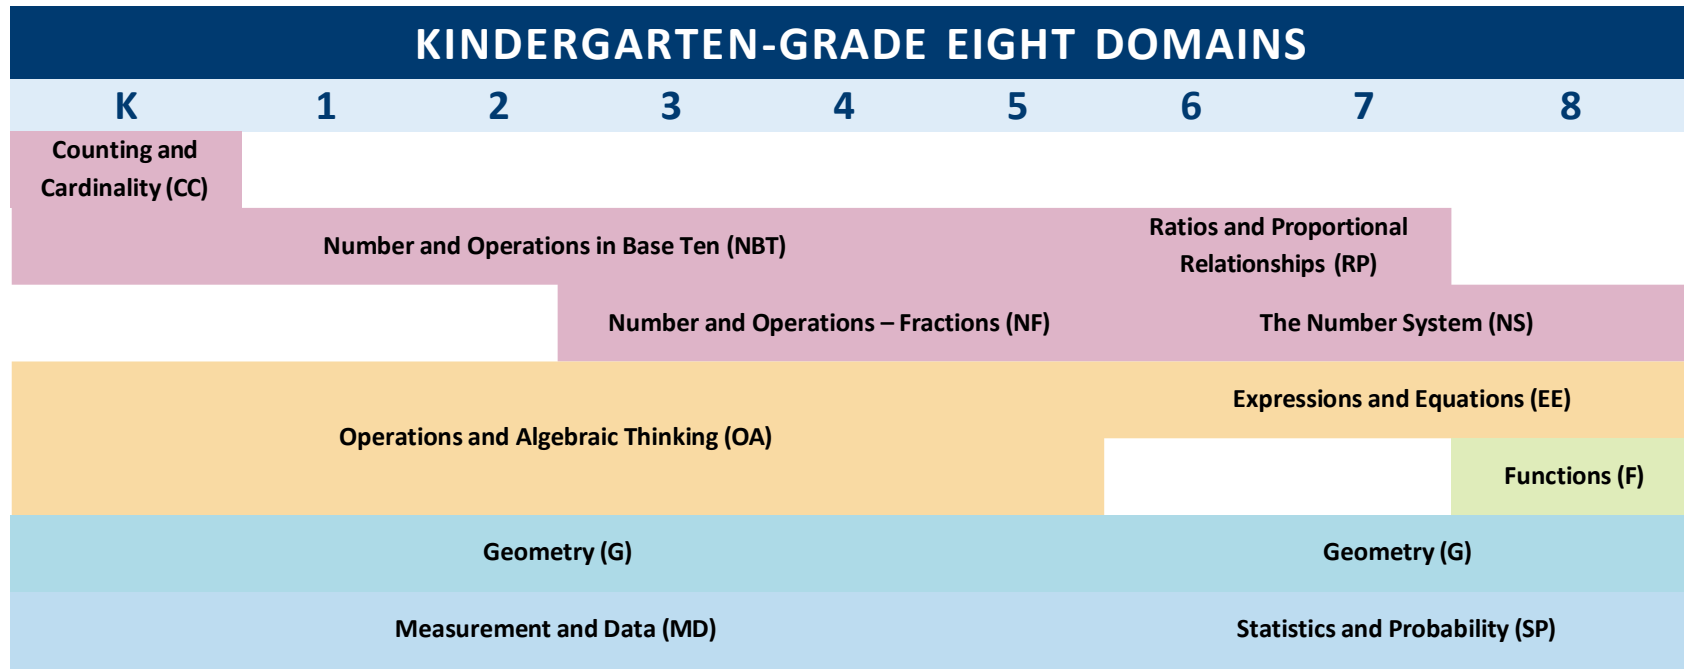 KINDERGARTEN-GRADE EIGHT DOMAINS
K 1 2 3 4 5 6 7 8
Counting and
Cardinality (CC)
Number and Operations in Base Ten (NBT)
Ratios and Proportional
Relationships (RP)
Number and Operations – Fractions (NF)
The Number System (NS)
Operations and Algebraic Thinking (OA)
Expressions and Equations (EE)
Functions (F)
Geometry (G)
Geometry (G)
Measurement and Data (MD)
Statistics and Probability (SP)